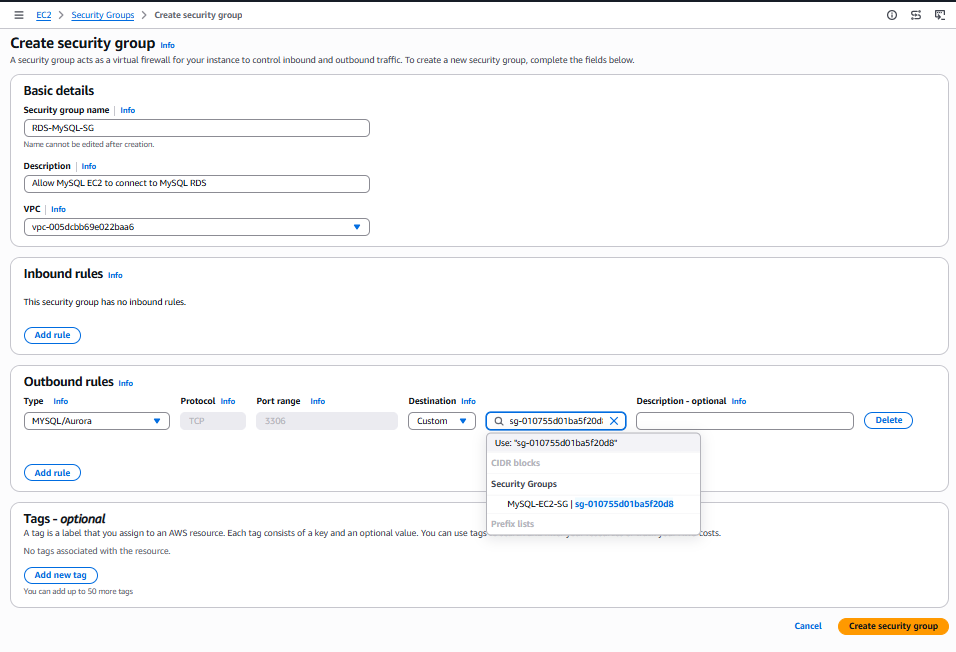 EC2 > Security Groups > Create security group
Create security group Info
A security group acts as a virtual firewall for your instance to control inbound and outbound traffic. To create a new security group, complete the fields below.
Basic details
Security group name Info
RDS-MySQL-SG
Name cannot be edited after creation.
Description Info
Allow MySQL EC2 to connect to MySQL RDS
VPC Info
vpc-005dcbb69e022baa6
Inbound rules Info
This security group has no inbound rules.
Add rule
Outbound rules Info
Type Info Protocol Info Port range Info Destination Info Description - optional Info
MYSQL/Aurora TCP 3306 Custom sg-010755d01ba5f20d8 Delete
Use: "sg-010755d01ba5f20d8"
CIDR blocks
Security Groups
MySQL-EC2-SG | sg-010755d01ba5f20d8
Prefix lists
Add rule
Tags - optional
A tag is a label that you assign to an AWS resource. Each tag consists of a key and an optional value. You can use tags costs.
No tags associated with the resource.
Add new tag
You can add up to 50 more tags
Cancel Create security group